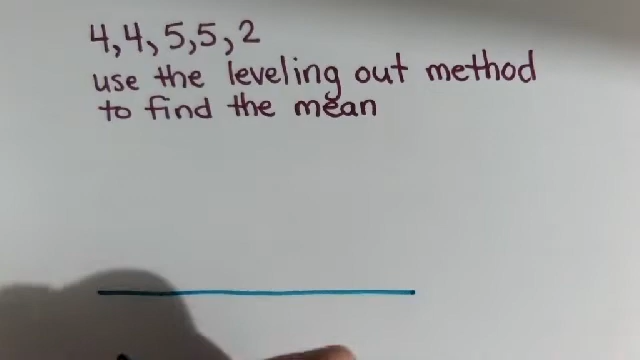 4, 4, 5, 5, 2
use the leveling out method
to find the mean